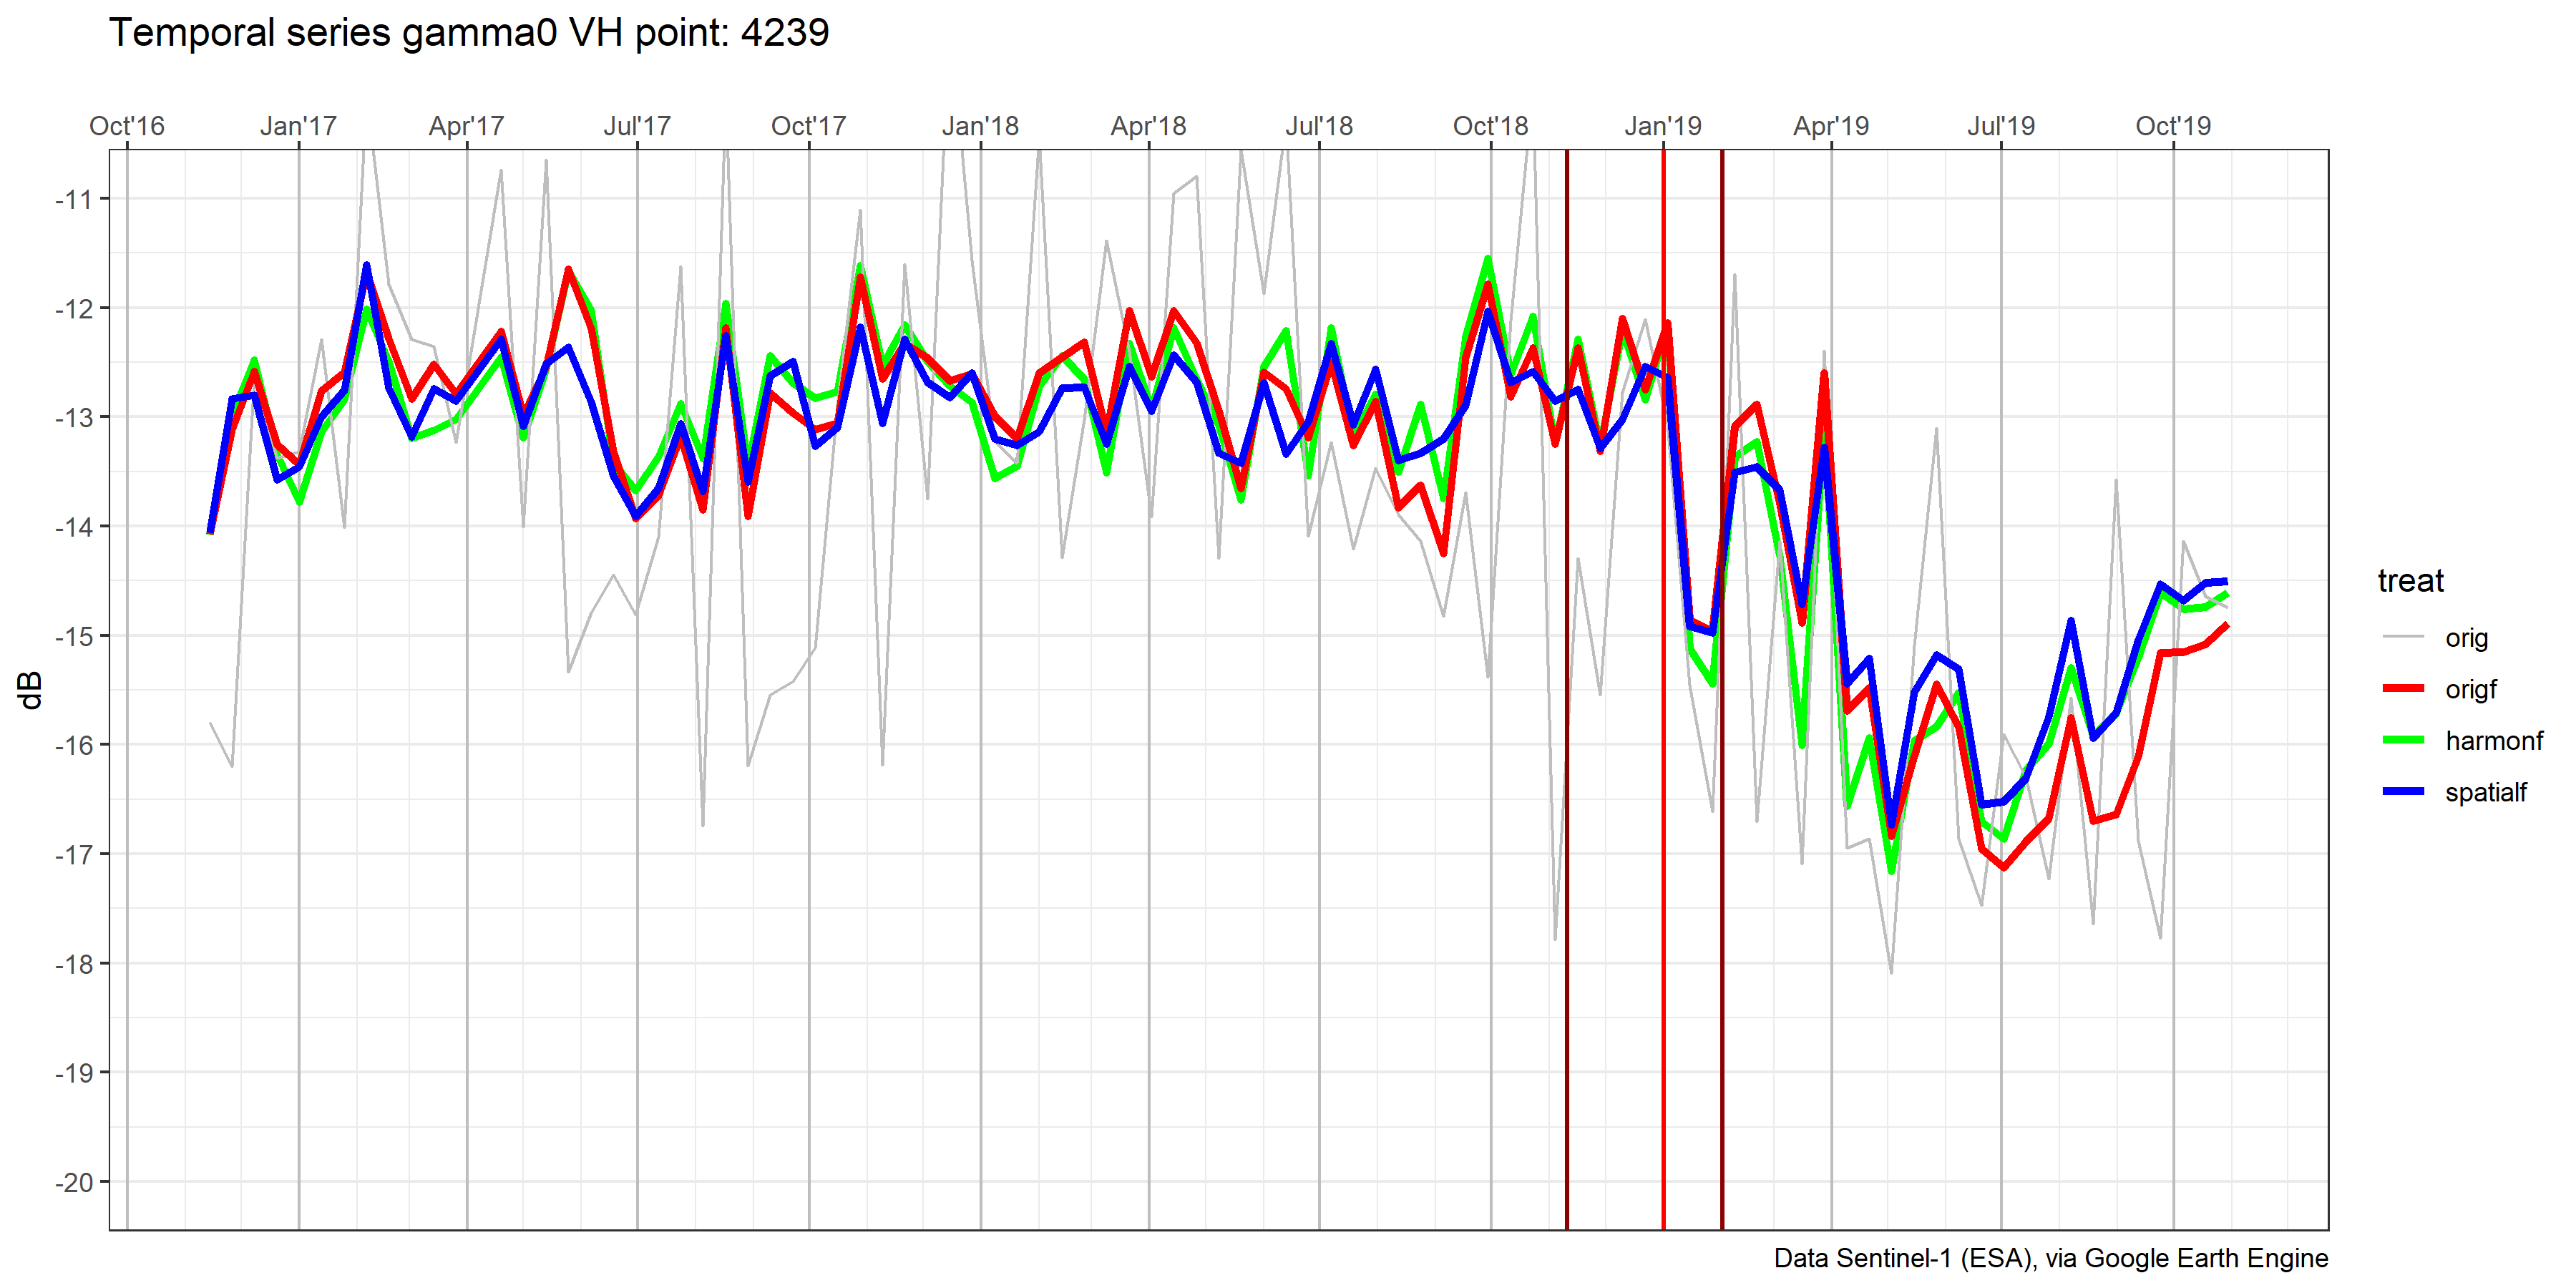 Temporal series gamma0 VH point: 4239
Oct'16 Jan'17 Apr'17 Jul'17 Oct'17 Jan'18 Apr'18 Jul'18 Oct'18 Jan'19 Apr'19 Jul'19 Oct'19
-11
-12
-13
-14
-15
-16
-17
-18
-19
-20
dB
treat
orig
origf
harmonf
spatialf
Data Sentinel-1 (ESA), via Google Earth Engine